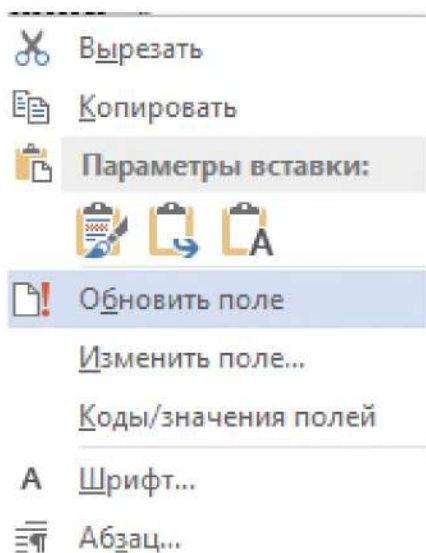 Вырезать
Копировать
Параметры вставки:
Обновить поле
Изменить поле...
Коды/значения полей
Шрифт...
Абзац...